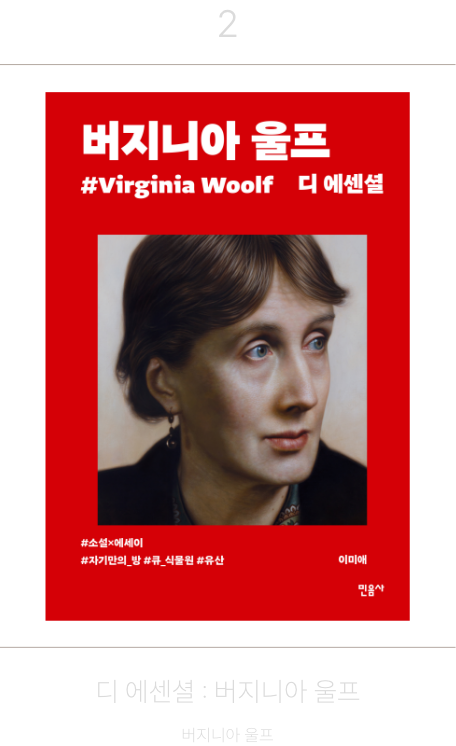 2
버지니아 울프
#Virginia Woolf 디 에센셜
#소설×에세이
#자기만의_방 #큐_식물원 #유산
이미애
민음사
디 에센셜 : 버지니아 울프
버지니아 울프